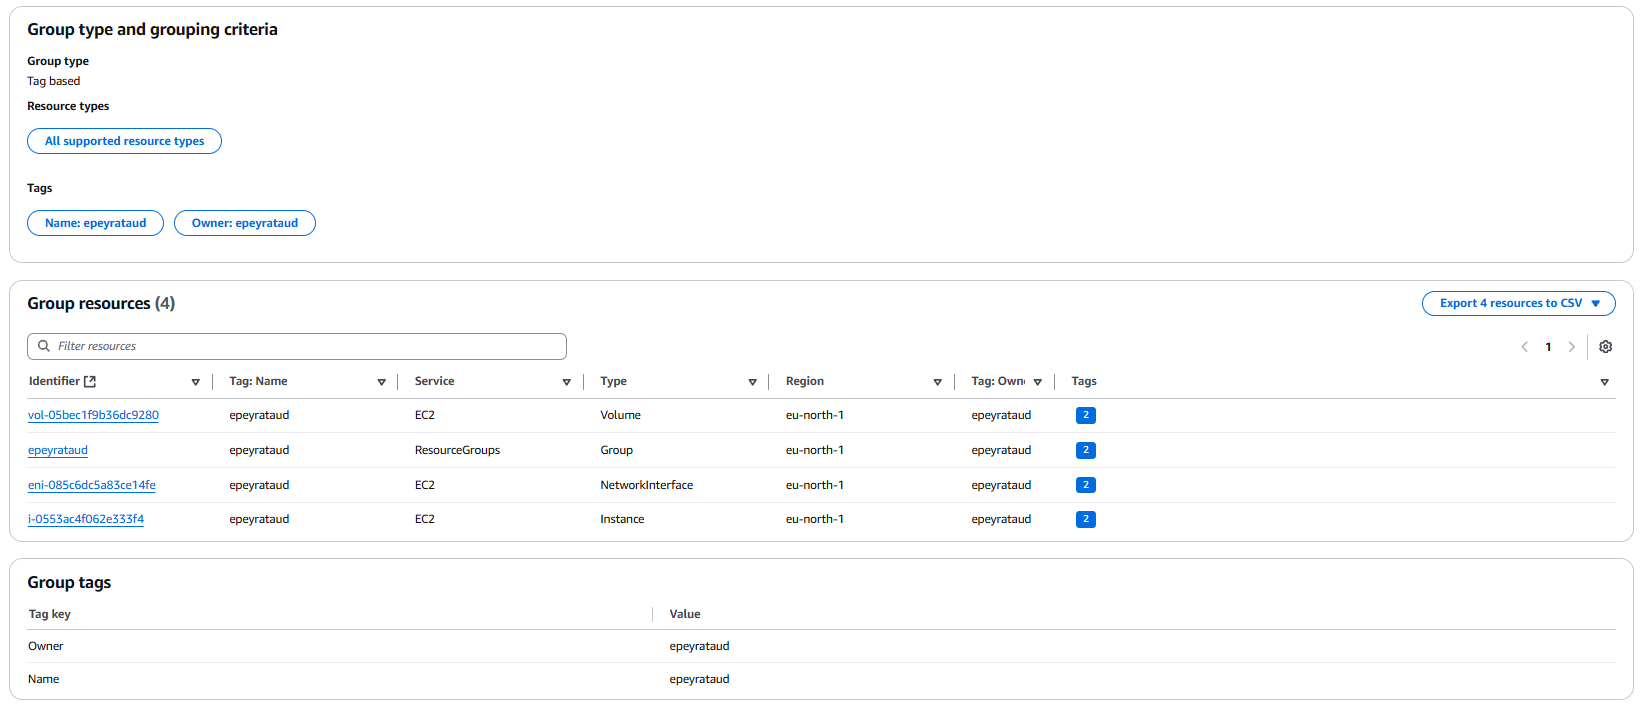 Group type and grouping criteria
Group type
Tag based
Resource types
All supported resource types
Tags
Name: epeyrataud Owner: epeyrataud
Group resources (4) Export 4 resources to CSV
Filter resources 1
Identifier Tag: Name Service Type Region Tag: Own Tags
vol-05bec1f9b36dc9280 epeyrataud EC2 Volume eu-north-1 epeyrataud 2
epeyrataud epeyrataud ResourceGroups Group eu-north-1 epeyrataud 2
eni-085c6dc5a83ce14fe epeyrataud EC2 NetworkInterface eu-north-1 epeyrataud 2
i-0553ac4f062e333f4 epeyrataud EC2 Instance eu-north-1 epeyrataud 2
Group tags
Tag key Value
Owner epeyrataud
Name epeyrataud